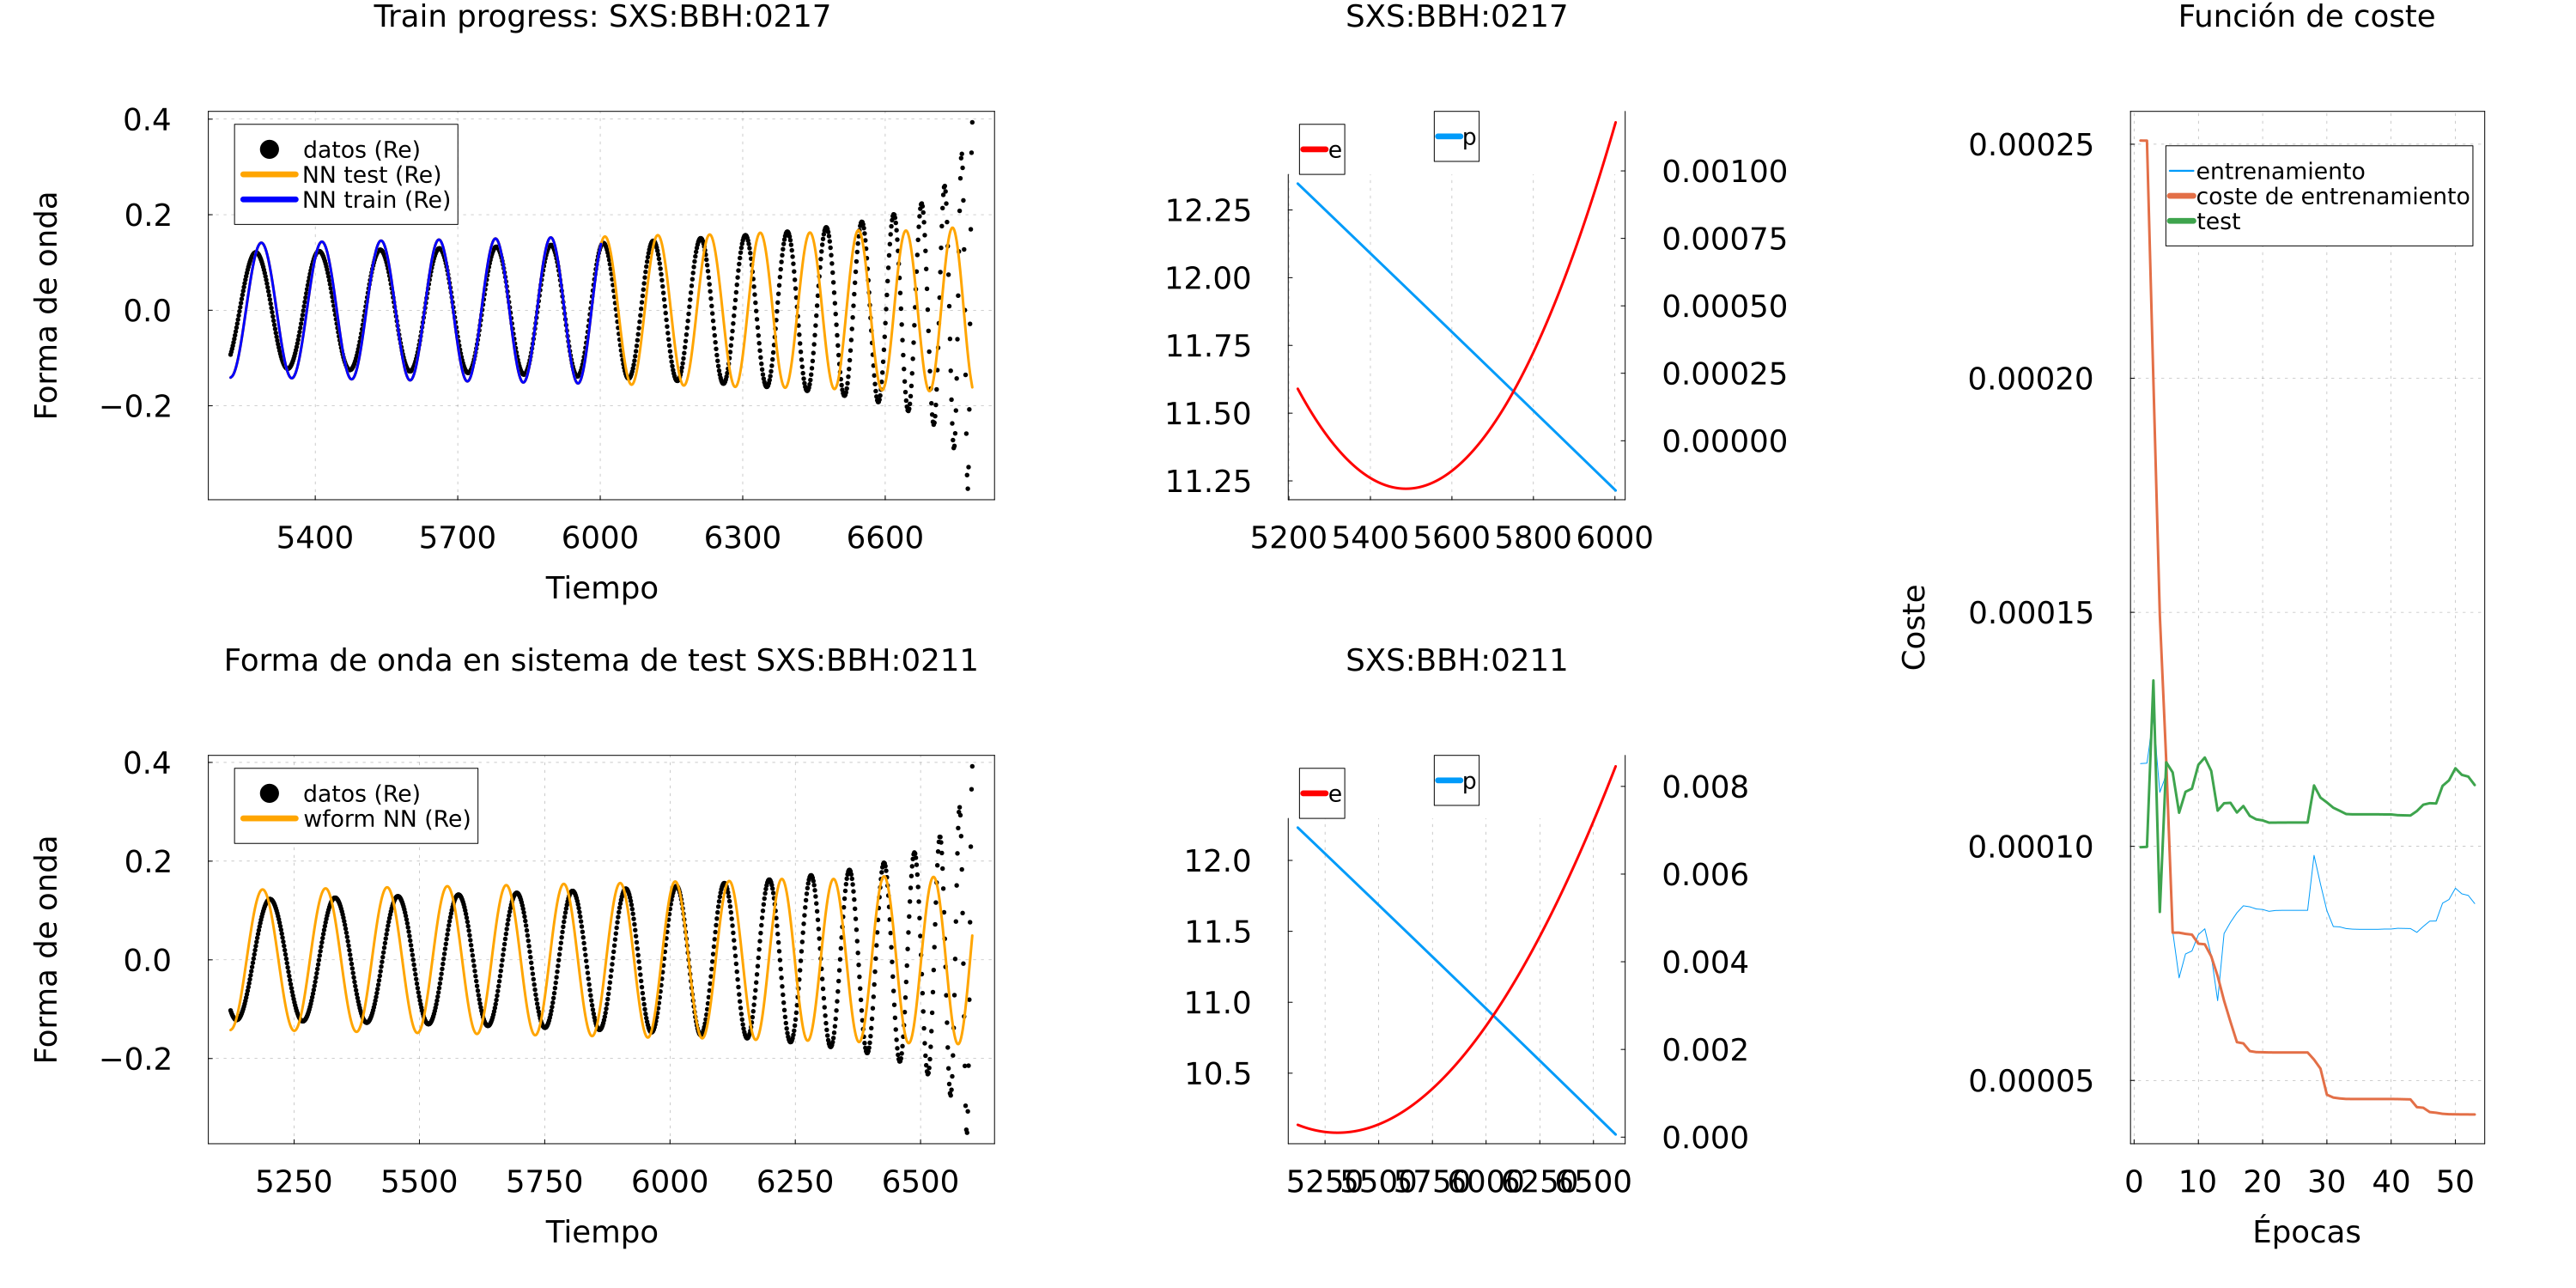 Train progress: SXS:BBH:0217
Forma de onda
0.4
0.2
0.0
−0.2
datos (Re)
NN test (Re)
NN train (Re)
5400 5700 6000 6300 6600
Tiempo
SXS:BBH:0217
e
p
12.25
12.00
11.75
11.50
11.25
0.00100
0.00075
0.00050
0.00025
0.00000
5200 5400 5600 5800 6000
Forma de onda en sistema de test SXS:BBH:0211
Forma de onda
0.4
0.2
0.0
−0.2
datos (Re)
wform NN (Re)
5250 5500 5750 6000 6250 6500
Tiempo
SXS:BBH:0211
e
p
12.0
11.5
11.0
10.5
0.008
0.006
0.004
0.002
0.000
5250 5500 5750 6000 6250 6500
Función de coste
Coste
0.00025
0.00020
0.00015
0.00010
0.00005
entrenamiento
coste de entrenamiento
test
0 10 20 30 40 50
Épocas